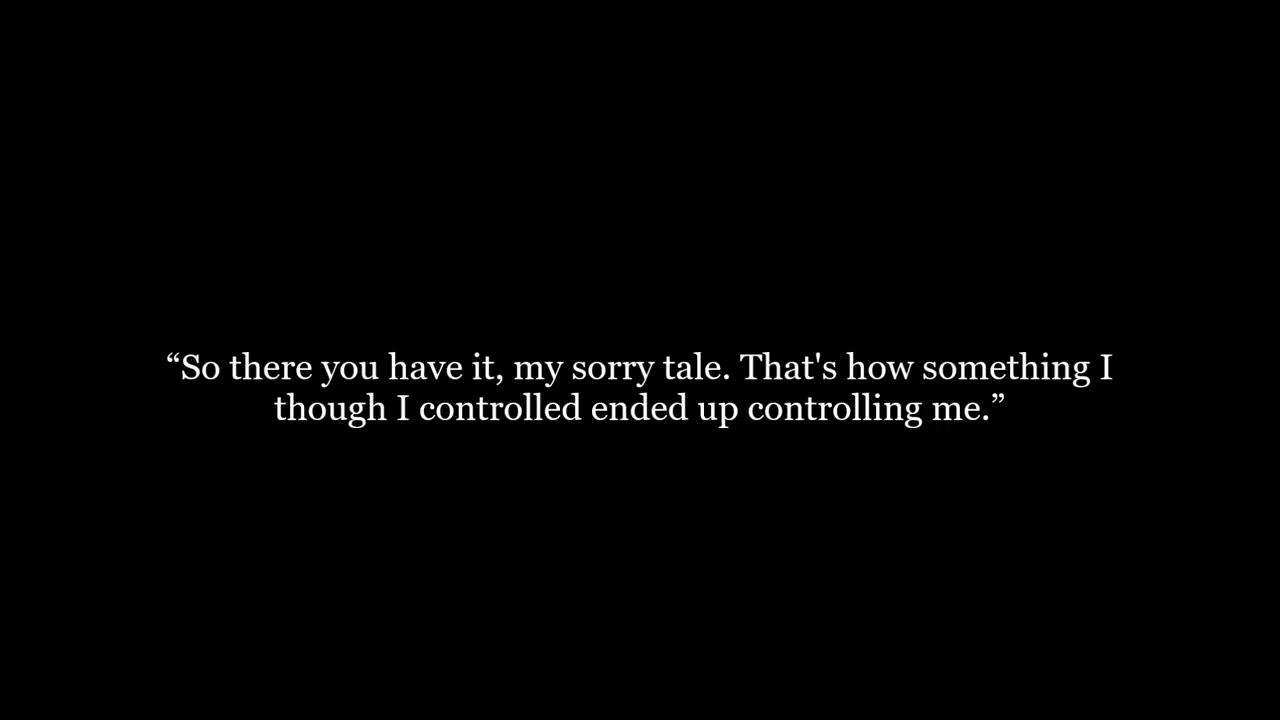 “So there you have it, my sorry tale. That's how something I
though I controlled ended up controlling me.”